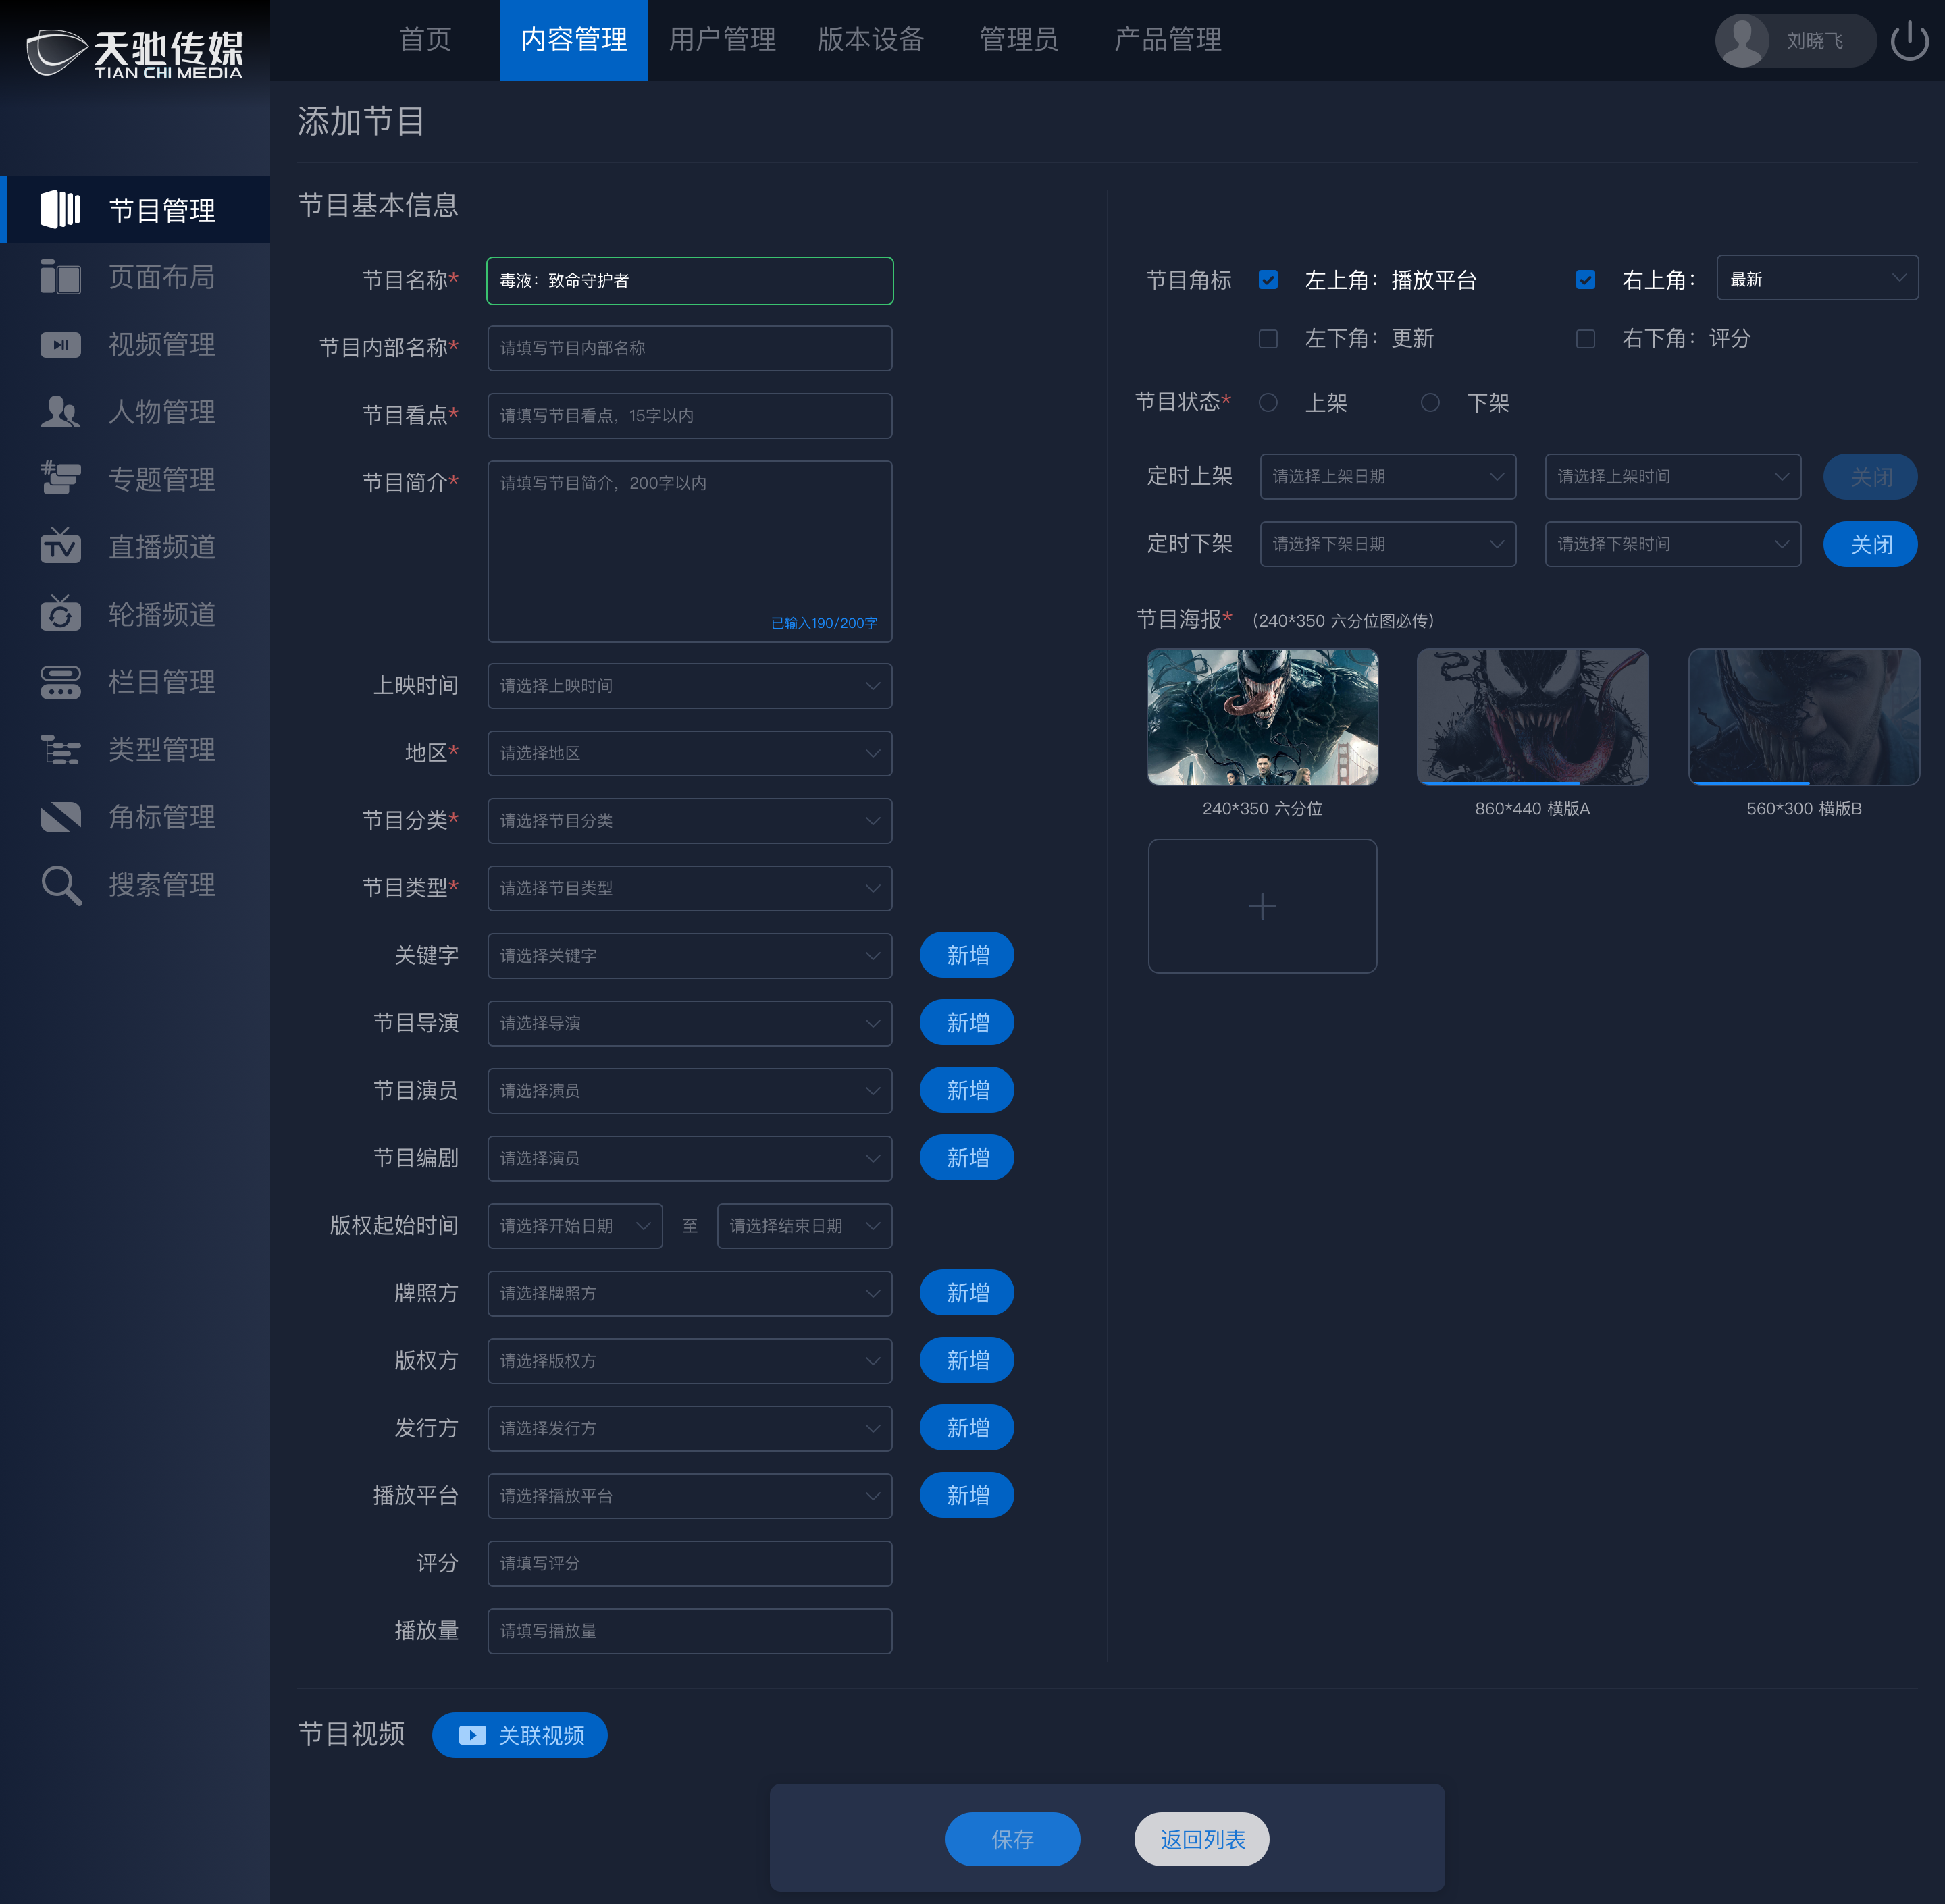 天驰传媒
TIAN CHI MEDIA
首页
内容管理
用户管理
版本设备
管理员
产品管理
刘晓飞
节目管理
页面布局
视频管理
人物管理
#
专题管理
TV
直播频道
轮播频道
栏目管理
类型管理
角标管理
搜索管理
添加节目
节目基本信息
节目名称* 毒液：致命守护者
节目内部名称* 请填写节目内部名称
节目看点* 请填写节目看点，15字以内
节目简介* 请填写节目简介，200字以内
已输入190/200字
上映时间 请选择上映时间
地区* 请选择地区
节目分类* 请选择节目分类
节目类型* 请选择节目类型
关键字 请选择关键字 新增
节目导演 请选择导演 新增
节目演员 请选择演员 新增
节目编剧 请选择演员 新增
版权起始时间 请选择开始日期 至 请选择结束日期
牌照方 请选择牌照方 新增
版权方 请选择版权方 新增
发行方 请选择发行方 新增
播放平台 请选择播放平台 新增
评分 请填写评分
播放量 请填写播放量
节目角标 左上角：播放平台 右上角： 最新
左下角：更新 右下角：评分
节目状态* 上架 下架
定时上架 请选择上架日期 请选择上架时间 关闭
定时下架 请选择下架日期 请选择下架时间 关闭
节目海报* （240*350 六分位图必传）
240*350 六分位
860*440 横版A
560*300 横版B
节目视频 关联视频
保存 返回列表